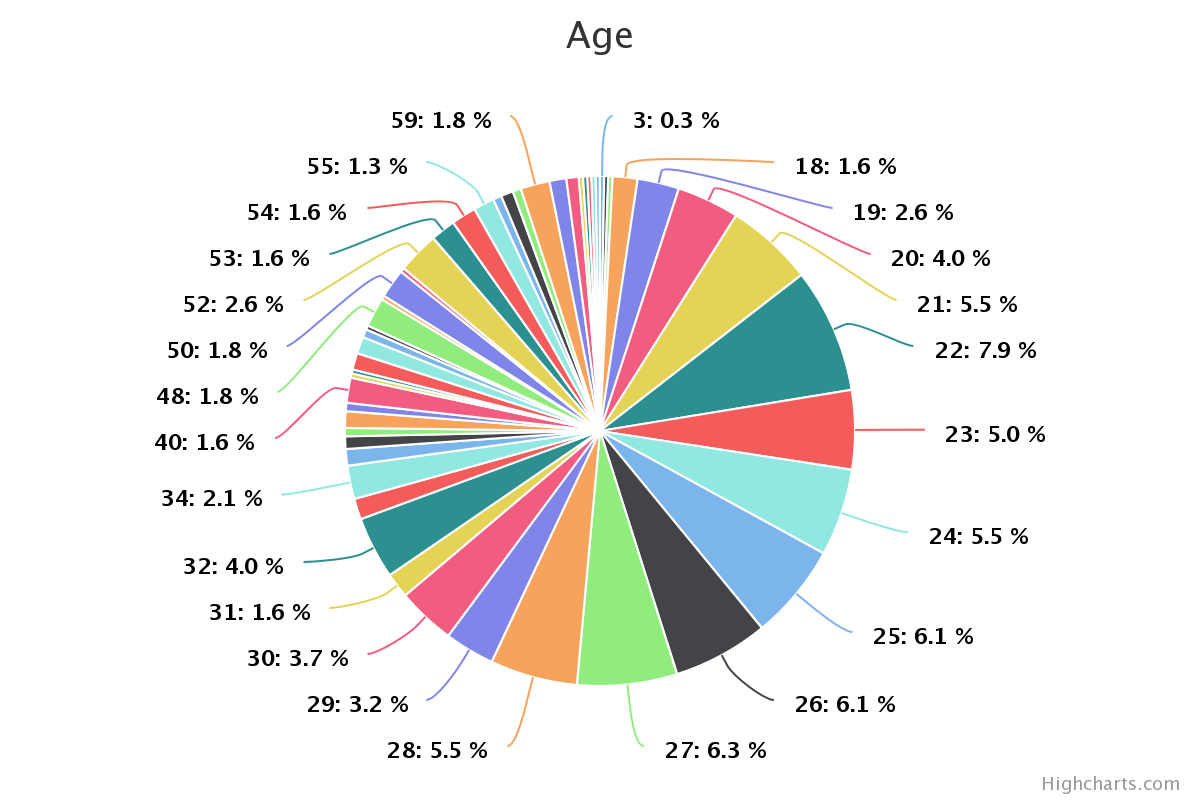 Age
59: 1.8 %
3: 0.3 %
55: 1.3 %
18: 1.6 %
54: 1.6 %
19: 2.6 %
53: 1.6 %
20: 4.0 %
52: 2.6 %
21: 5.5 %
50: 1.8 %
22: 7.9 %
48: 1.8 %
40: 1.6 %
23: 5.0 %
34: 2.1 %
24: 5.5 %
32: 4.0 %
31: 1.6 %
25: 6.1 %
30: 3.7 %
29: 3.2 %
26: 6.1 %
28: 5.5 %
27: 6.3 %
Highcharts.com